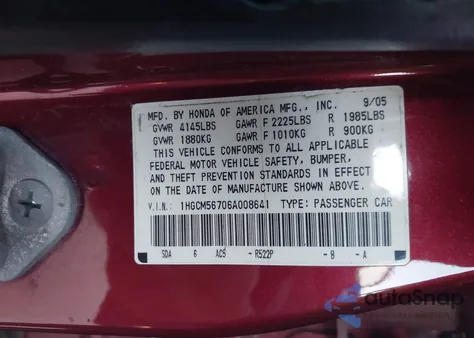 MFD. BY HONDA OF AMERICA MFG., INC. 9/05
GVWR 4145LBS GAWR F 2225LBS R 1985LBS
GVWR 1880KG GAWR F 1010KG R 900KG
THIS VEHICLE CONFORMS TO ALL APPLICABLE
FEDERAL MOTOR VEHICLE SAFETY, BUMPER,
AND THEFT PREVENTION STANDARDS IN EFFECT
ON THE DATE OF MANUFACTURE SHOWN ABOVE.
V.I.N.: 1HGCM56706A008641 TYPE: PASSENGER CAR
SDA 6 AC5 - R522P - B - A
autoSnap